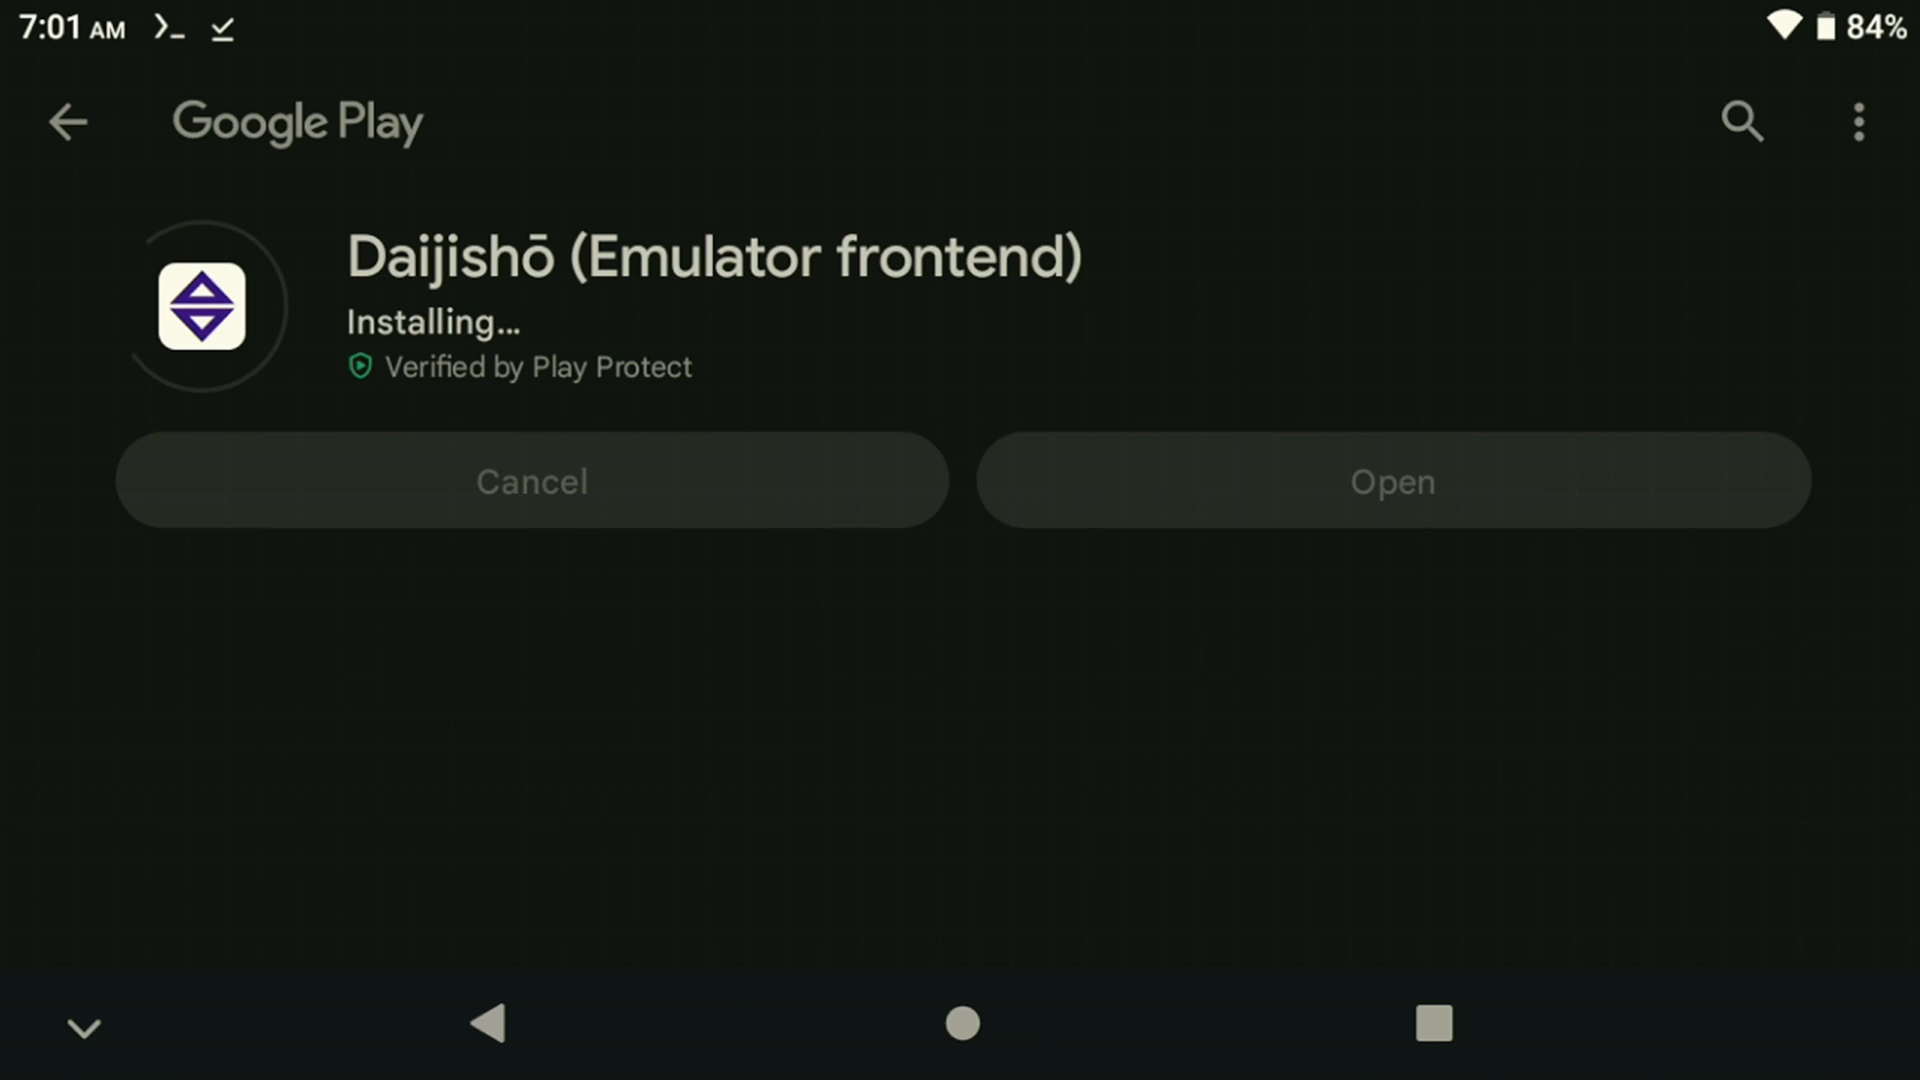 7:01 AM
84%
Google Play
Daijishō (Emulator frontend)
Installing...
Verified by Play Protect
Cancel
Open